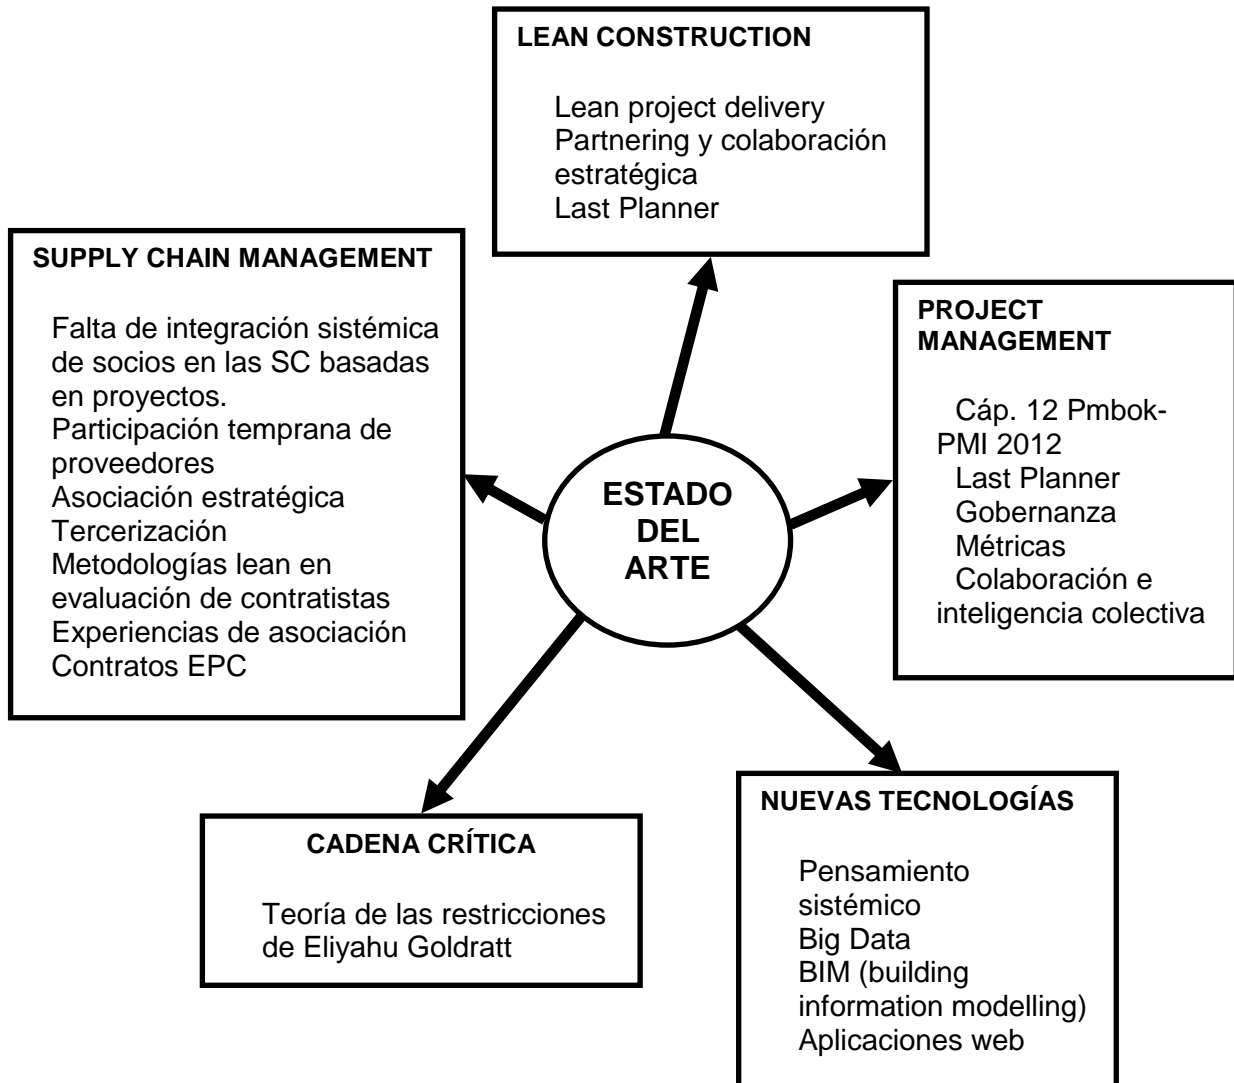 LEAN CONSTRUCTION
Lean project delivery
Partnering y colaboración
estratégica
Last Planner
SUPPLY CHAIN MANAGEMENT
Falta de integración sistémica
de socios en las SC basadas
en proyectos.
Participación temprana de
proveedores
Asociación estratégica
Tercerización
Metodologías lean en
evaluación de contratistas
Experiencias de asociación
Contratos EPC
PROJECT
MANAGEMENT
Cáp. 12 Pmbok-
PMI 2012
Last Planner
Gobernanza
Métricas
Colaboración e
inteligencia colectiva
ESTADO
DEL
ARTE
CADENA CRÍTICA
Teoría de las restricciones
de Eliyahu Goldratt
NUEVAS TECNOLOGÍAS
Pensamiento
sistémico
Big Data
BIM (building
information modelling)
Aplicaciones web